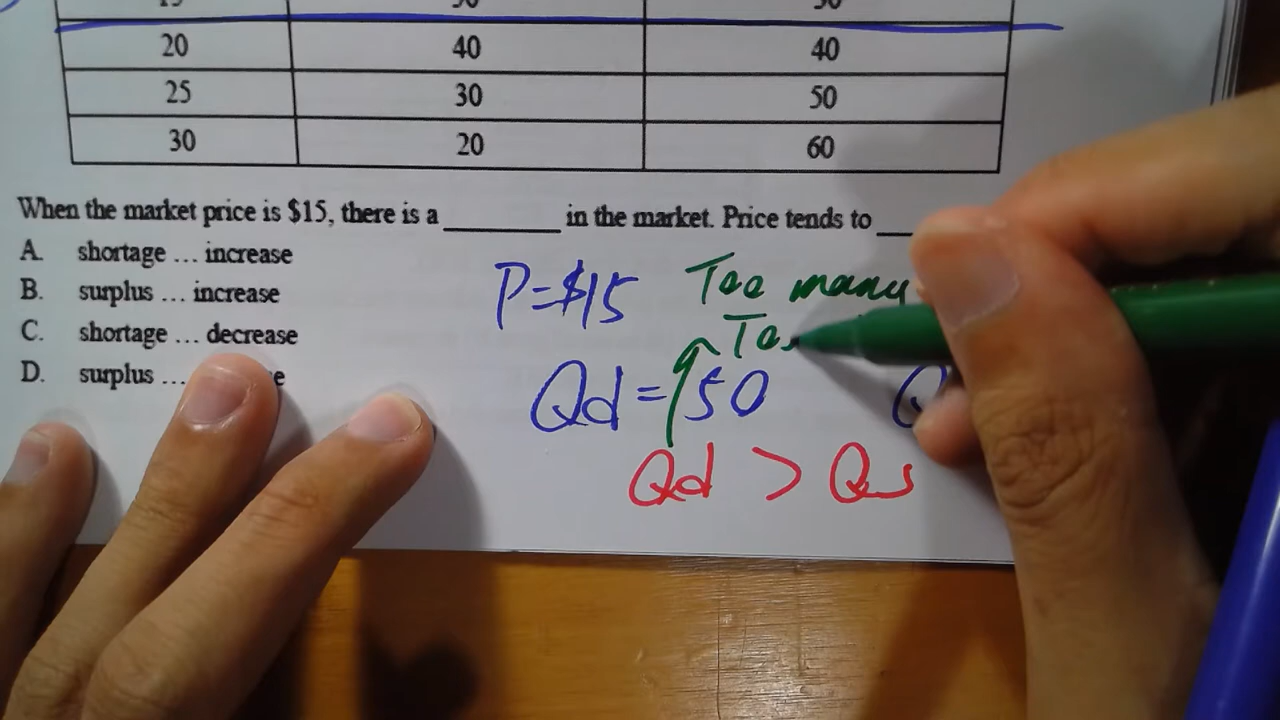 20 40 40
25 30 50
30 20 60
When the market price is $15, there is a ________ in the market. Price tends to
A. shortage … increase
B. surplus … increase
C. shortage … decrease
D. surplus …
P=$15
Too many
Qd = 50
Qd > Qs